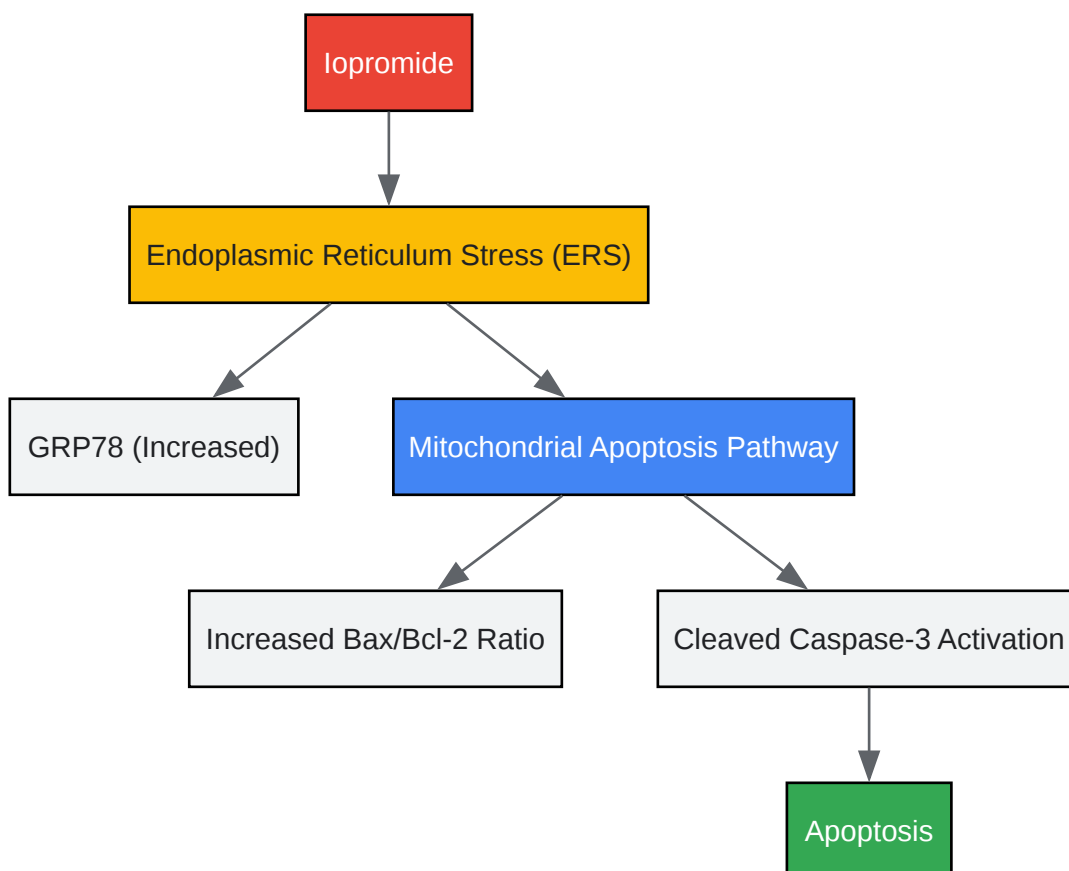 Iopromide
Endoplasmic Reticulum Stress (ERS)
GRP78 (Increased)
Mitochondrial Apoptosis Pathway
Increased Bax/Bcl-2 Ratio
Cleaved Caspase-3 Activation
Apoptosis